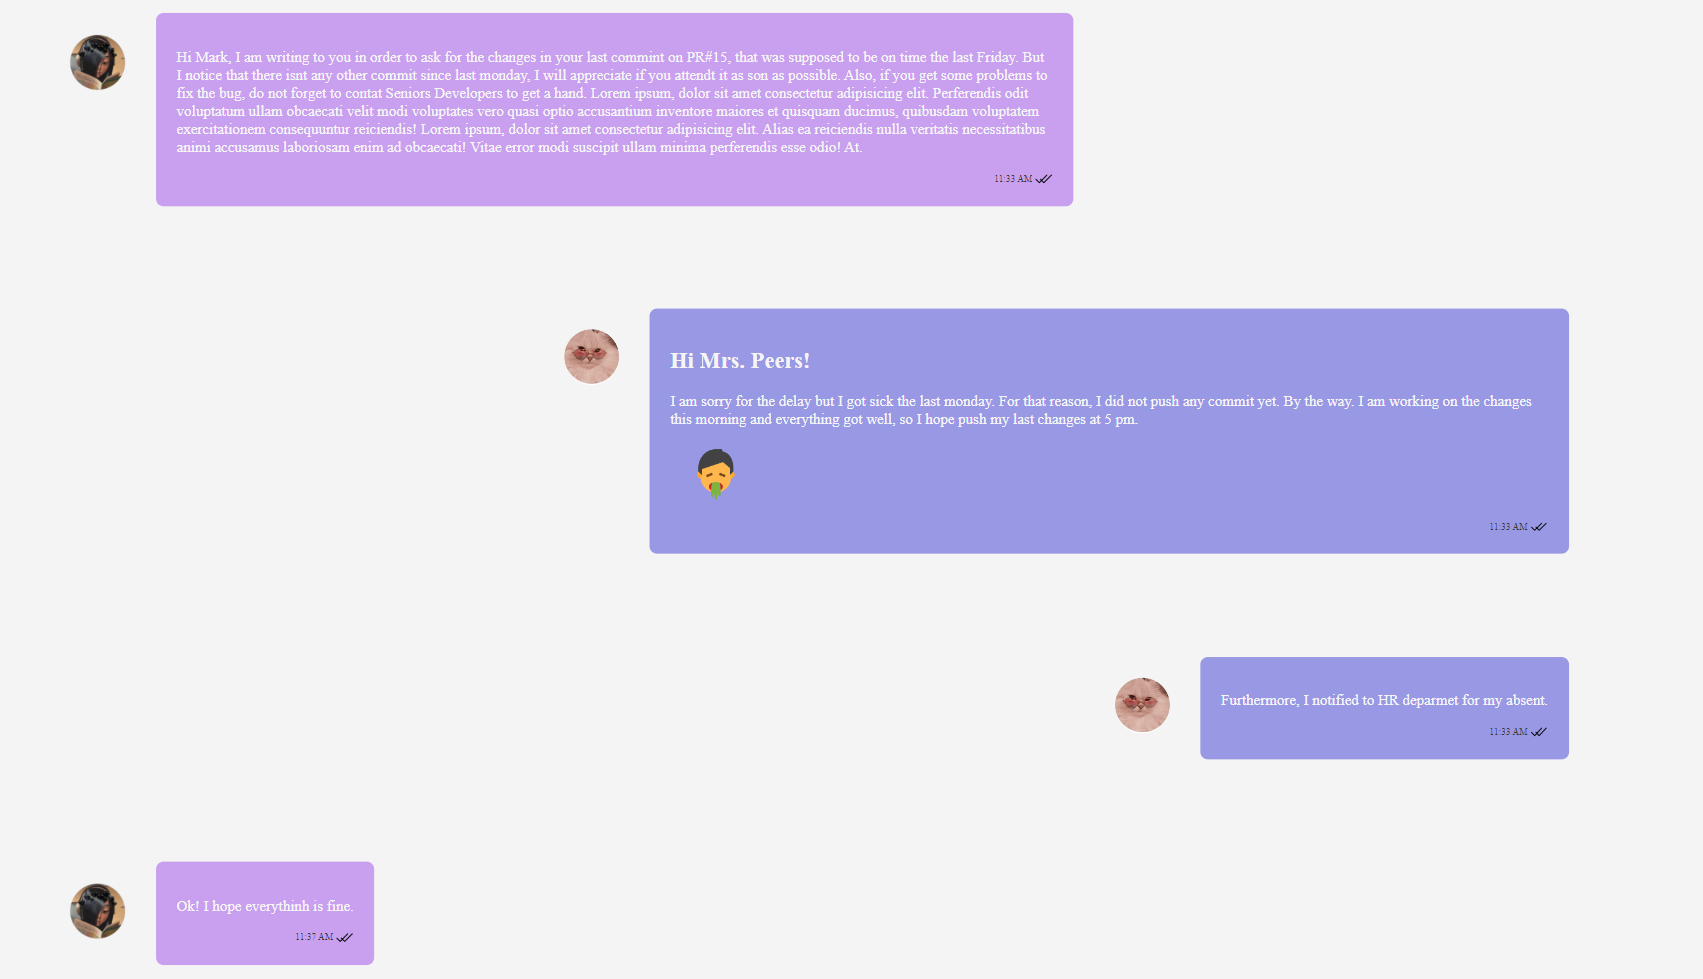 Hi Mark, I am writing to you in order to ask for the changes in your last commint on PR#15, that was supposed to be on time the last Friday. But
I notice that there isnt any other commit since last monday, I will appreciate if you attendt it as son as possible. Also, if you get some problems to
fix the bug, do not forget to contat Seniors Developers to get a hand. Lorem ipsum, dolor sit amet consectetur adipisicing elit. Perferendis odit
voluptatum ullam obcaecati velit modi voluptates vero quasi optio accusantium inventore maiores et quisquam ducimus, quibusdam voluptatem
exercitationem consequuntur reiciendis! Lorem ipsum, dolor sit amet consectetur adipisicing elit. Alias ea reiciendis nulla veritatis necessitatibus
animi accusamus laboriosam enim ad obcaecati! Vitae error modi suscipit ullam minima perferendis esse odio! At.
11:33 AM
Hi Mrs. Peers!
I am sorry for the delay but I got sick the last monday. For that reason, I did not push any commit yet. By the way. I am working on the changes
this morning and everything got well, so I hope push my last changes at 5 pm.
11:33 AM
Furthermore, I notified to HR deparmet for my absent.
11:33 AM
Ok! I hope everythinh is fine.
11:37 AM